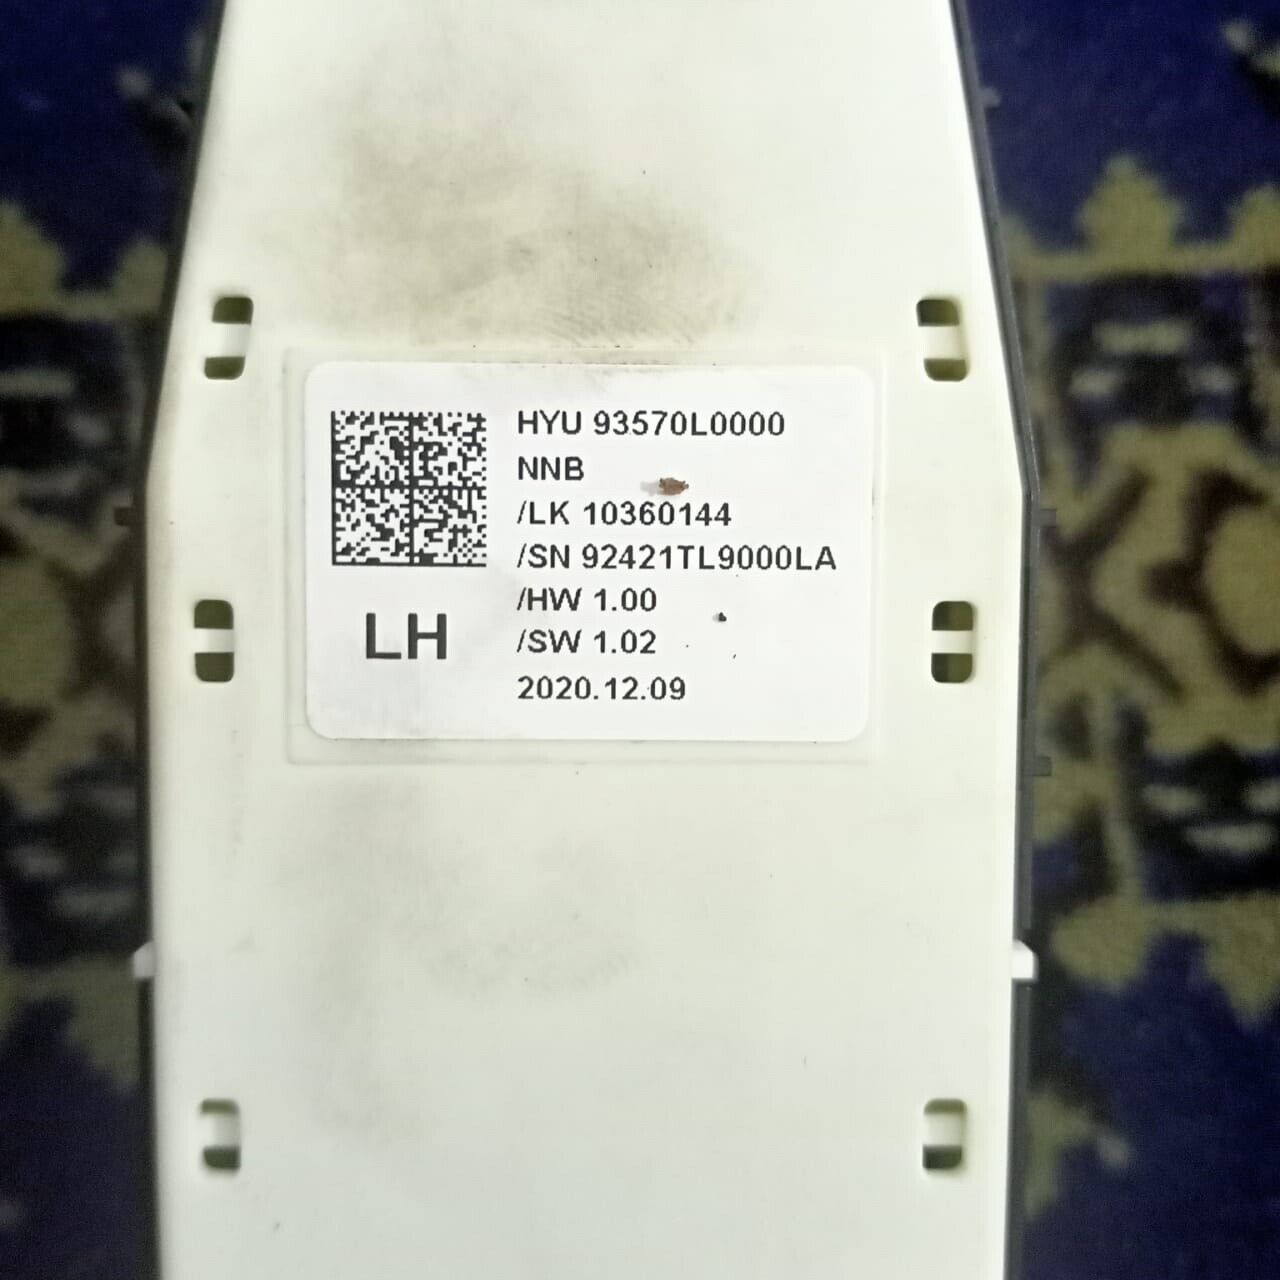 HYU 93570L0000
NNB
/LK 10360144
/SN 92421TL9000LA
/HW 1.00
/SW 1.02
2020.12.09
LH